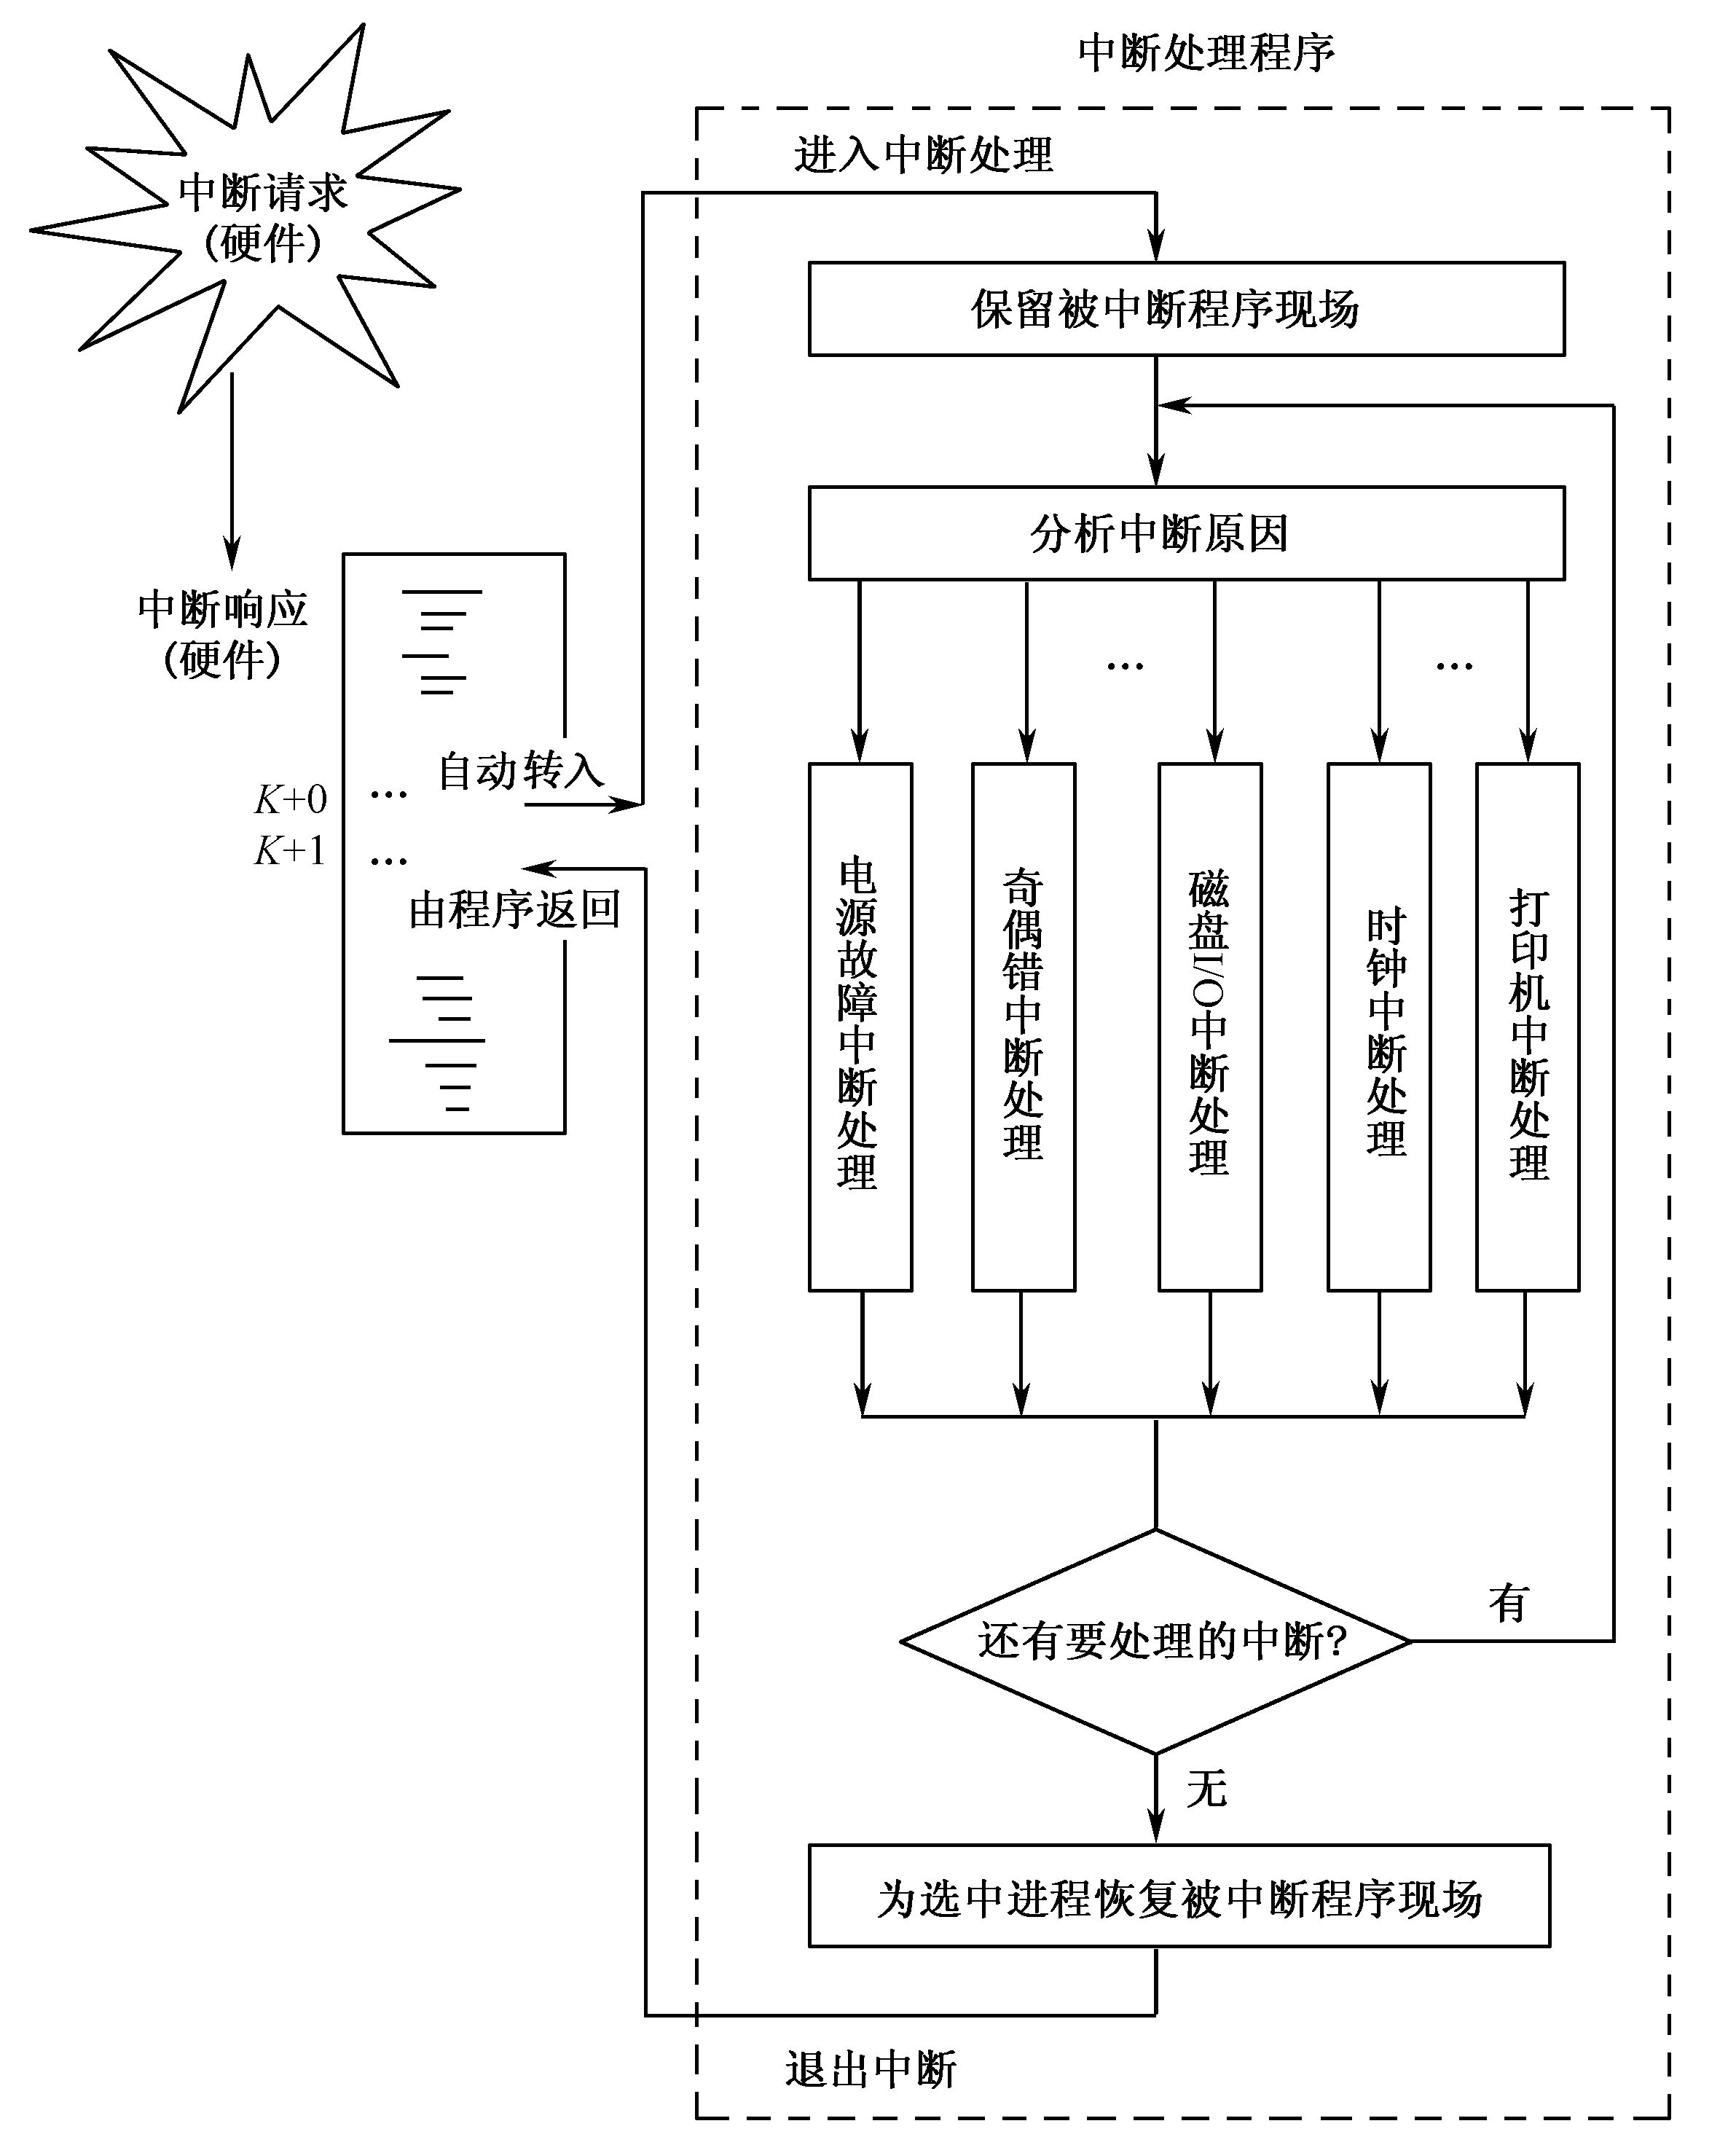 中断处理程序
进入中断处理
中断请求
(硬件)
保留被中断程序现场
分析中断原因
中断响应
(硬件)
…
…
自动转入
K+0 …
K+1 …
由程序返回
电源故障中断处理
奇偶错中断处理
磁盘I/O中断处理
时钟中断处理
打印机中断处理
还有要处理的中断?
有
无
为选中进程恢复被中断程序现场
退出中断